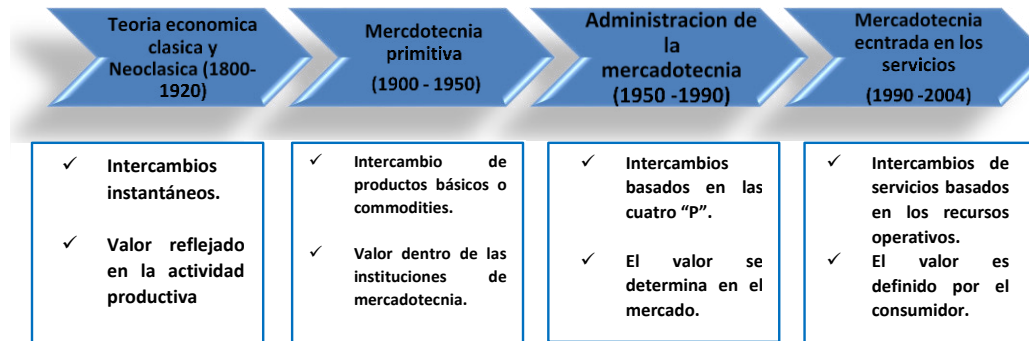 Teoria economica
clasica y
Neoclasica (1800-
1920)
Mercdotecnia
primitiva
(1900 - 1950)
Administracion de
la
mercadotecnia
(1950 -1990)
Mercadotecnia
ecntrada en los
servicios
(1990 -2004)
✓ Intercambios
instantáneos.
✓ Valor reflejado
en la actividad
productiva
✓ Intercambio de
productos básicos o
commodities.
✓ Valor dentro de las
instituciones de
mercadotecnia.
✓ Intercambios
basados en las
cuatro “P”.
✓ El valor se
determina en el
mercado.
✓ Intercambios de
servicios basados
en los recursos
operativos.
✓ El valor es
definido por el
consumidor.